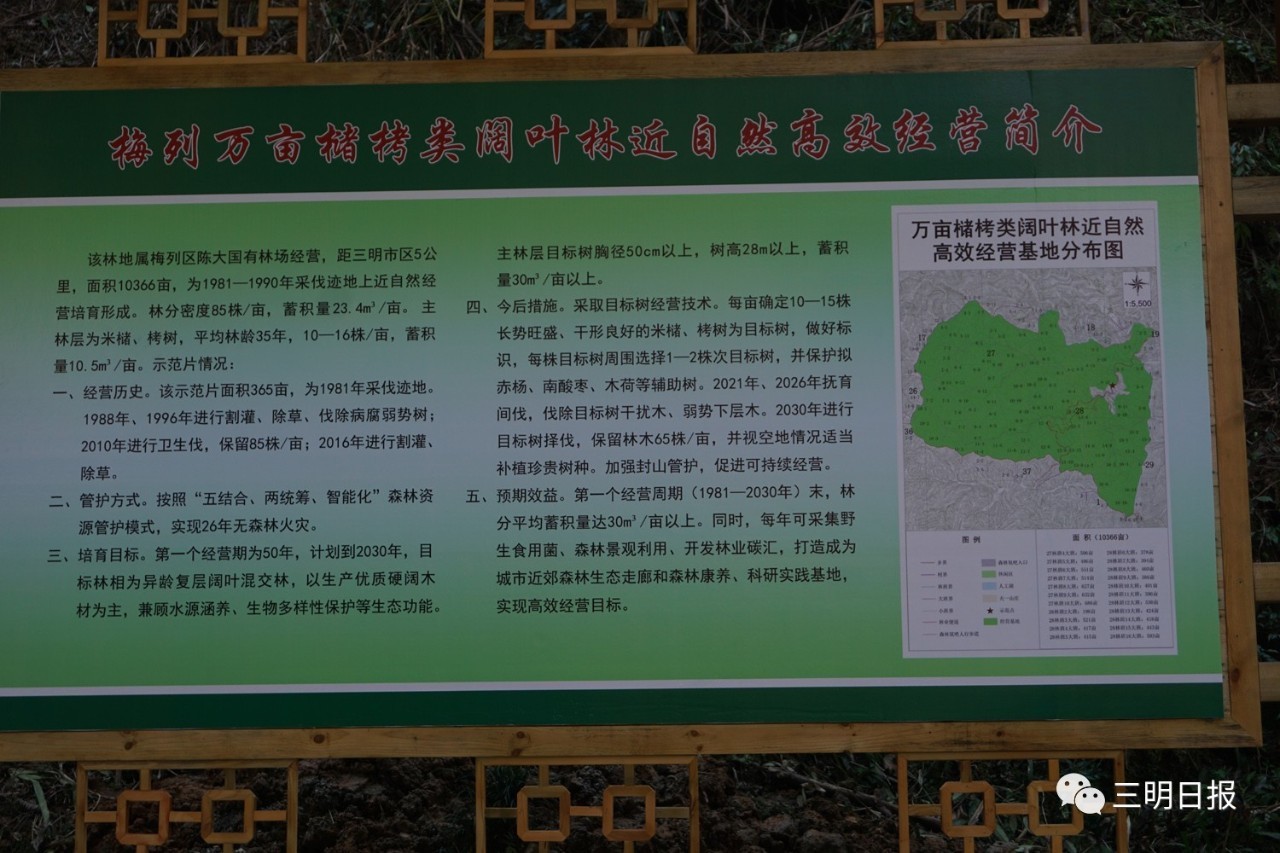 梅列万亩槠栲类阔叶林近自然高效经营简介
该林地属梅列区陈大国有林场经营，距三明市区5公
里，面积10366亩，为1981—1990年采伐迹地上近自然经
营培育形成。林分密度85株/亩，蓄积量23.4m³/亩。主
林层为米槠、栲树，平均林龄35年，10—16株/亩，蓄积
量10.5m³/亩。示范片情况：
一、经营历史。该示范片面积365亩，为1981年采伐迹地。
1988年、1996年进行割灌、除草、伐除病腐弱势树；
2010年进行卫生伐，保留85株/亩；2016年进行割灌、
除草。
二、管护方式。按照“五结合、两统筹、智能化”森林资
源管护模式，实现26年无森林火灾。
三、培育目标。第一个经营期为50年，计划到2030年，目
标林相为异龄复层阔叶混交林，以生产优质硬阔木
材为主，兼顾水源涵养、生物多样性保护等生态功能。
主林层目标树胸径50cm以上，树高28m以上，蓄积
量30m³/亩以上。
四、今后措施。采取目标树经营技术。每亩确定10—15株
长势旺盛、干形良好的米槠、栲树为目标树，做好标
识，每株目标树周围选择1—2株次目标树，并保护拟
赤杨、南酸枣、木荷等辅助树。2021年、2026年抚育
间伐，伐除目标树干扰木、弱势下层木。2030年进行
目标树择伐，保留林木65株/亩，并视空地情况适当
补植珍贵树种。加强封山管护，促进可持续经营。
五、预期效益。第一个经营周期（1981—2030年）末，林
分平均蓄积量达30m³/亩以上。同时，每年可采集野
生食用菌、森林景观利用、开发林业碳汇，打造成为
城市近郊森林生态走廊和森林康养、科研实践基地，
实现高效经营目标。
万亩槠栲类阔叶林近自然
高效经营基地分布图
1:5,500
17
18
19
27
26
28
36
37
29
1
图例
面积（10366亩）
三明日报